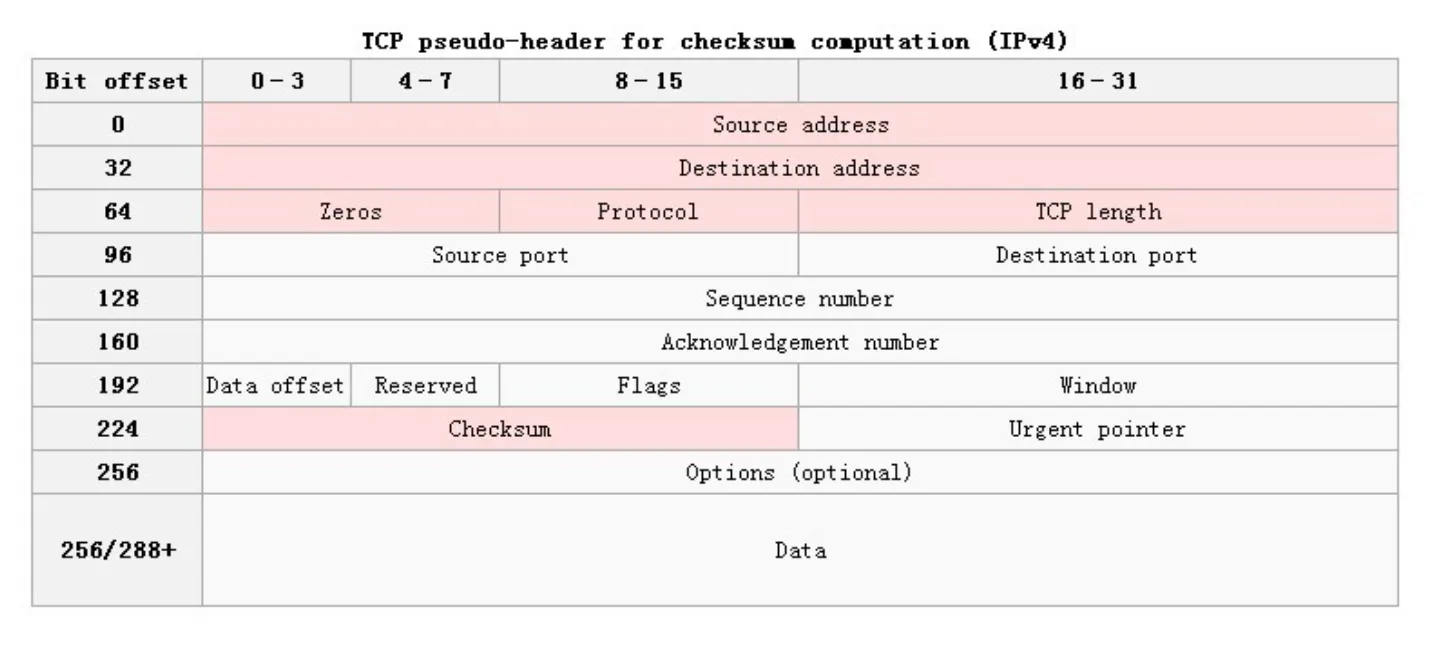 TCP pseudo-header for checksum computation (IPv4)
Bit offset 0-3 4-7 8-15 16-31
0 Source address
32 Destination address
64 Zeros Protocol TCP length
96 Source port Destination port
128 Sequence number
160 Acknowledgement number
192 Data offset Reserved Flags Window
224 Checksum Urgent pointer
256 Options (optional)
256/288+ Data